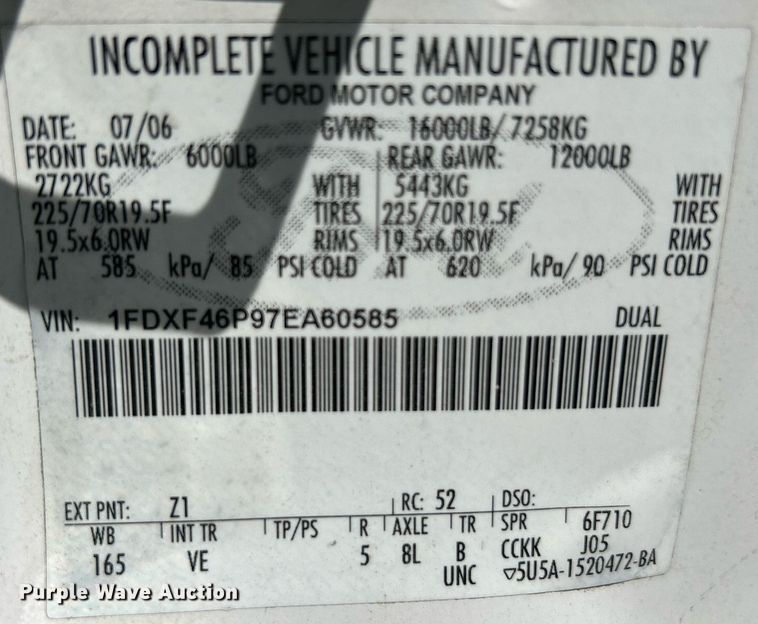 INCOMPLETE VEHICLE MANUFACTURED BY
FORD MOTOR COMPANY
DATE: 07/06 GVWR: 16000LB/ 7258KG
FRONT GAWR: 6000LB REAR GAWR: 12000LB
2722KG WITH 5443KG WITH
225/70R19.5F TIRES 225/70R19.5F TIRES
19.5x6.0RW RIMS 19.5x6.0RW RIMS
AT 585 kPa/ 85 PSI COLD AT 620 kPa/ 90 PSI COLD
VIN: 1FDXF46P97EA60585 DUAL
EXT PNT: Z1 RC: 52 DSO:
WB INT TR TP/PS R AXLE TR SPR 6F710
165 VE 5 8L B CCKK J05
UNC ▽5U5A-1520472-BA
Purple Wave Auction